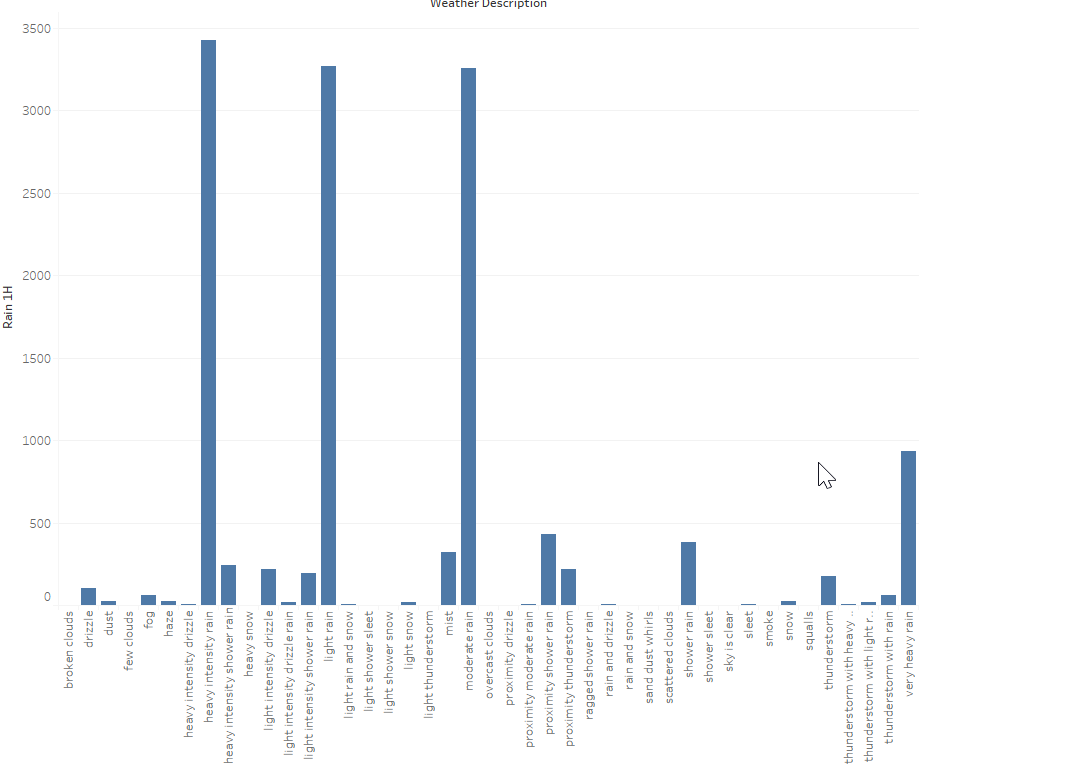 Weather Description
3500
3000
2500
2000
1500
1000
500
0
Rain 1H
broken clouds
drizzle
dust
few clouds
fog
haze
heavy intensity drizzle
heavy intensity rain
heavy intensity shower rain
heavy snow
light intensity drizzle
light intensity drizzle rain
light intensity shower rain
light rain
light rain and snow
light shower sleet
light shower snow
light snow
light thunderstorm
mist
moderate rain
overcast clouds
proximity drizzle
proximity moderate rain
proximity shower rain
proximity thunderstorm
ragged shower rain
rain and drizzle
rain and snow
sand dust whirls
scattered clouds
shower rain
shower sleet
sky is clear
sleet
smoke
snow
squalls
thunderstorm
thunderstorm with heavy ..
thunderstorm with light r..
thunderstorm with rain
very heavy rain